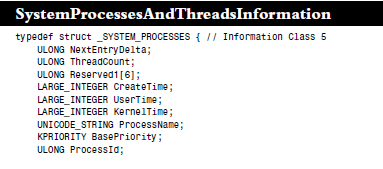 SystemProcessesAndThreadsInformation
typedef struct _SYSTEM_PROCESSES { // Information Class 5
ULONG NextEntryDelta;
ULONG ThreadCount;
ULONG Reserved1[6];
LARGE_INTEGER CreateTime;
LARGE_INTEGER UserTime;
LARGE_INTEGER KernelTime;
UNICODE_STRING ProcessName;
KPRIORITY BasePriority;
ULONG ProcessId;